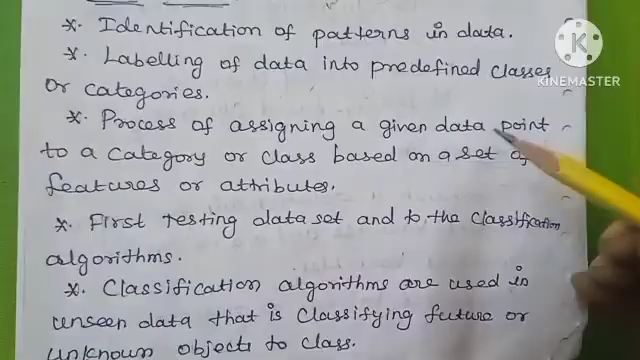 *. Identification of patterns in data.
*. Labelling of data into predefined classes
or categories.
*. Process of assigning a given data point
to a category or class based on a set of
features or attributes.
*. First testing data set and to the classification
algorithms.
*. Classification algorithms are used in
unseen data that is classifying future or
unknown objects to class.
KINEMASTER